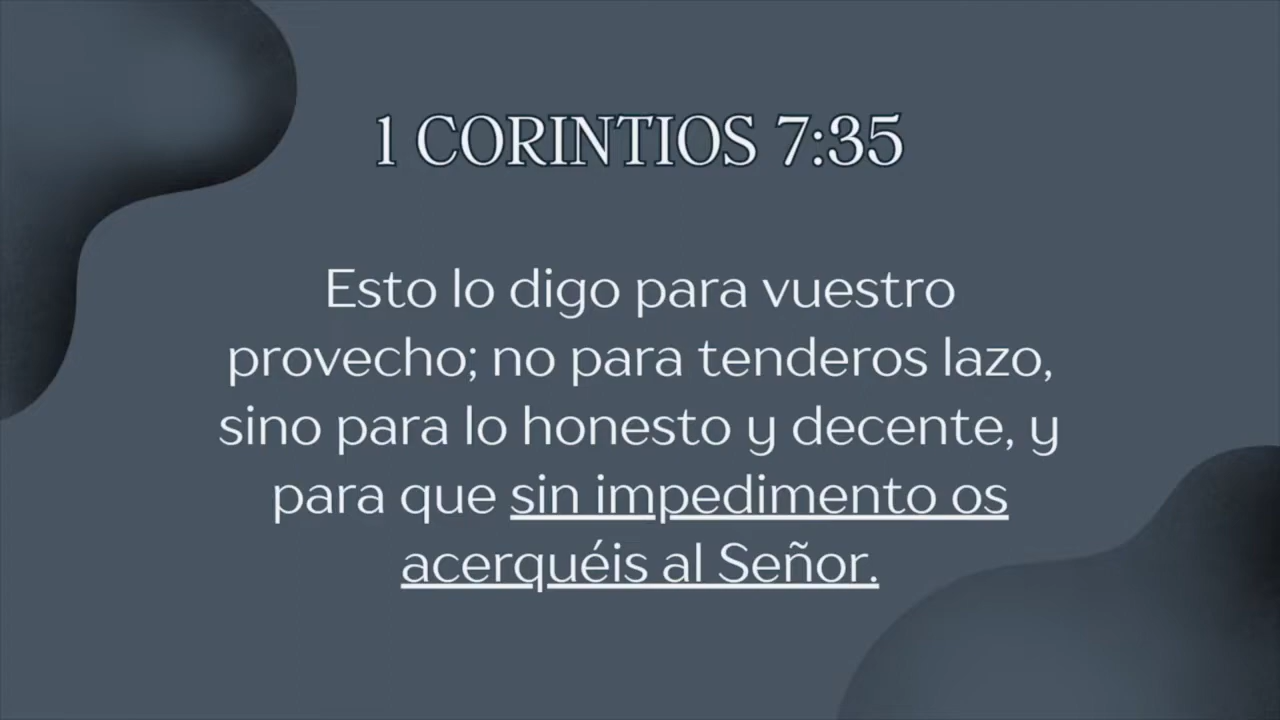 1 CORINTIOS 7:35
Esto lo digo para vuestro
provecho; no para tenderos lazo,
sino para lo honesto y decente, y
para que sin impedimento os
acerquéis al Señor.